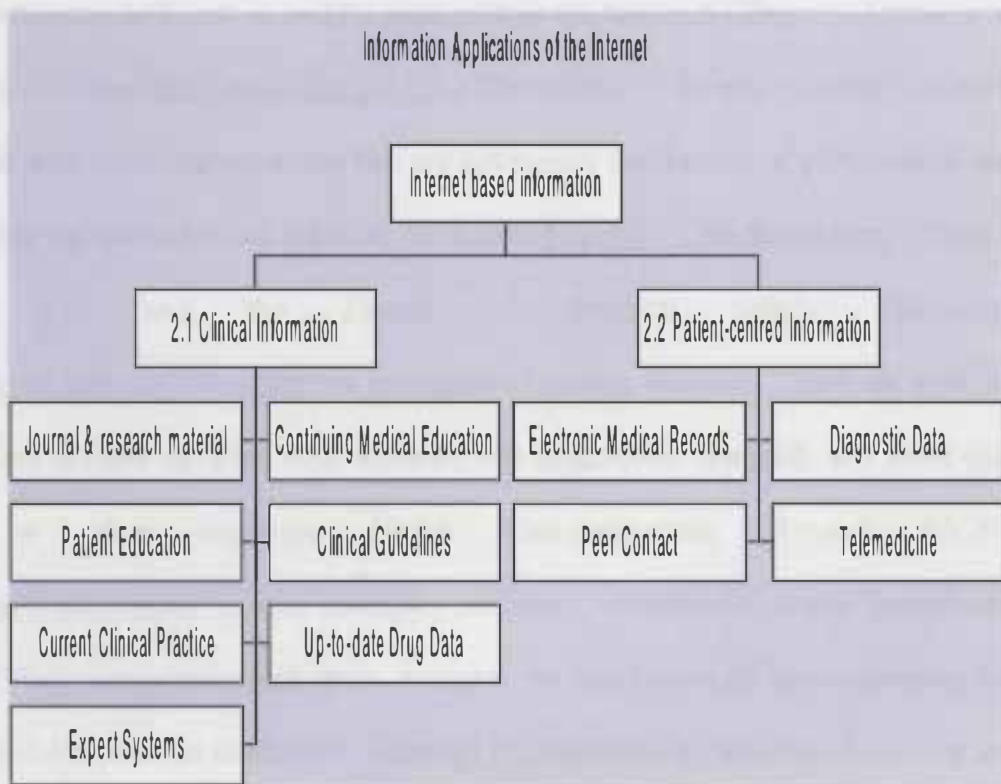 Information Applications of the Internet
Internet based information
2.1 Clinical Information
2.2 Patient-centred Information
Journal & research material
Continuing Medical Education
Electronic Medical Records
Diagnostic Data
Patient Education
Clinical Guidelines
Peer Contact
Telemedicine
Current Clinical Practice
Up-to-date Drug Data
Expert Systems